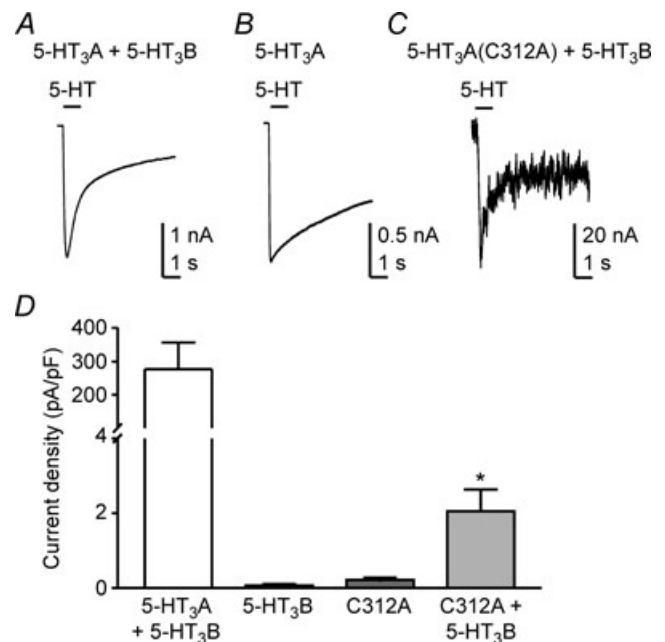 A
5-HT₃A + 5-HT₃B
5-HT
1 nA
1 s
B
5-HT₃A
5-HT
0.5 nA
1 s
C
5-HT₃A(C312A) + 5-HT₃B
5-HT
20 nA
1 s
D
Current density (pA/pF)
400
300
200
4
2
0
*
5-HT₃A
+ 5-HT₃B
5-HT₃B
C312A
C312A +
5-HT₃B